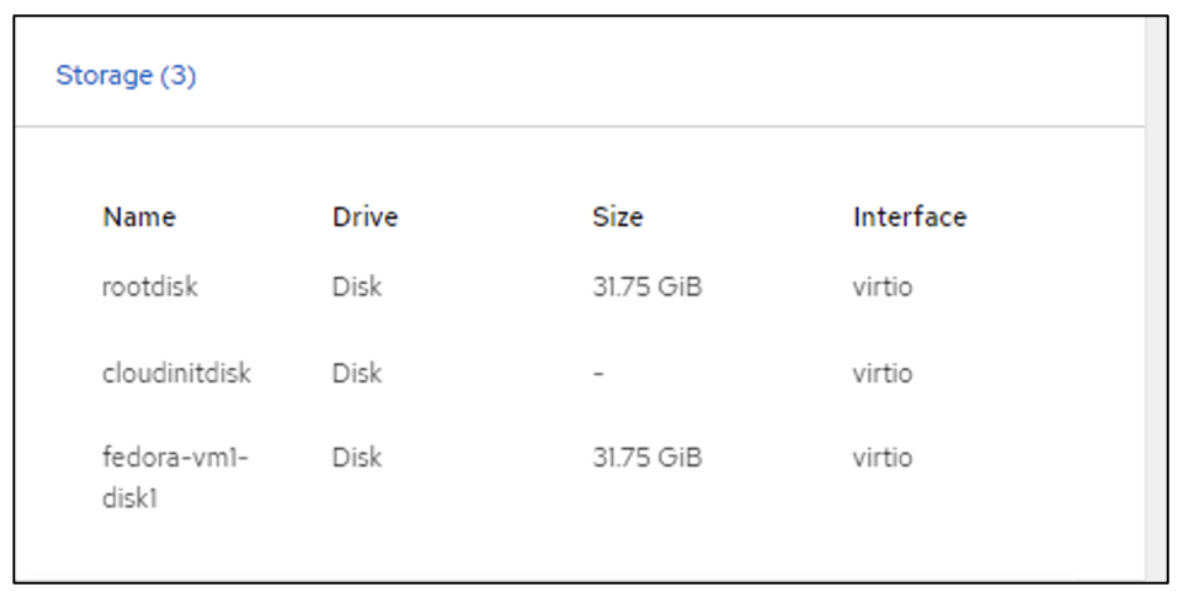 Storage (3)
Name Drive Size Interface
rootdisk Disk 31.75 GiB virtio
cloudinitdisk Disk - virtio
fedora-vm1- Disk 31.75 GiB virtio
disk1